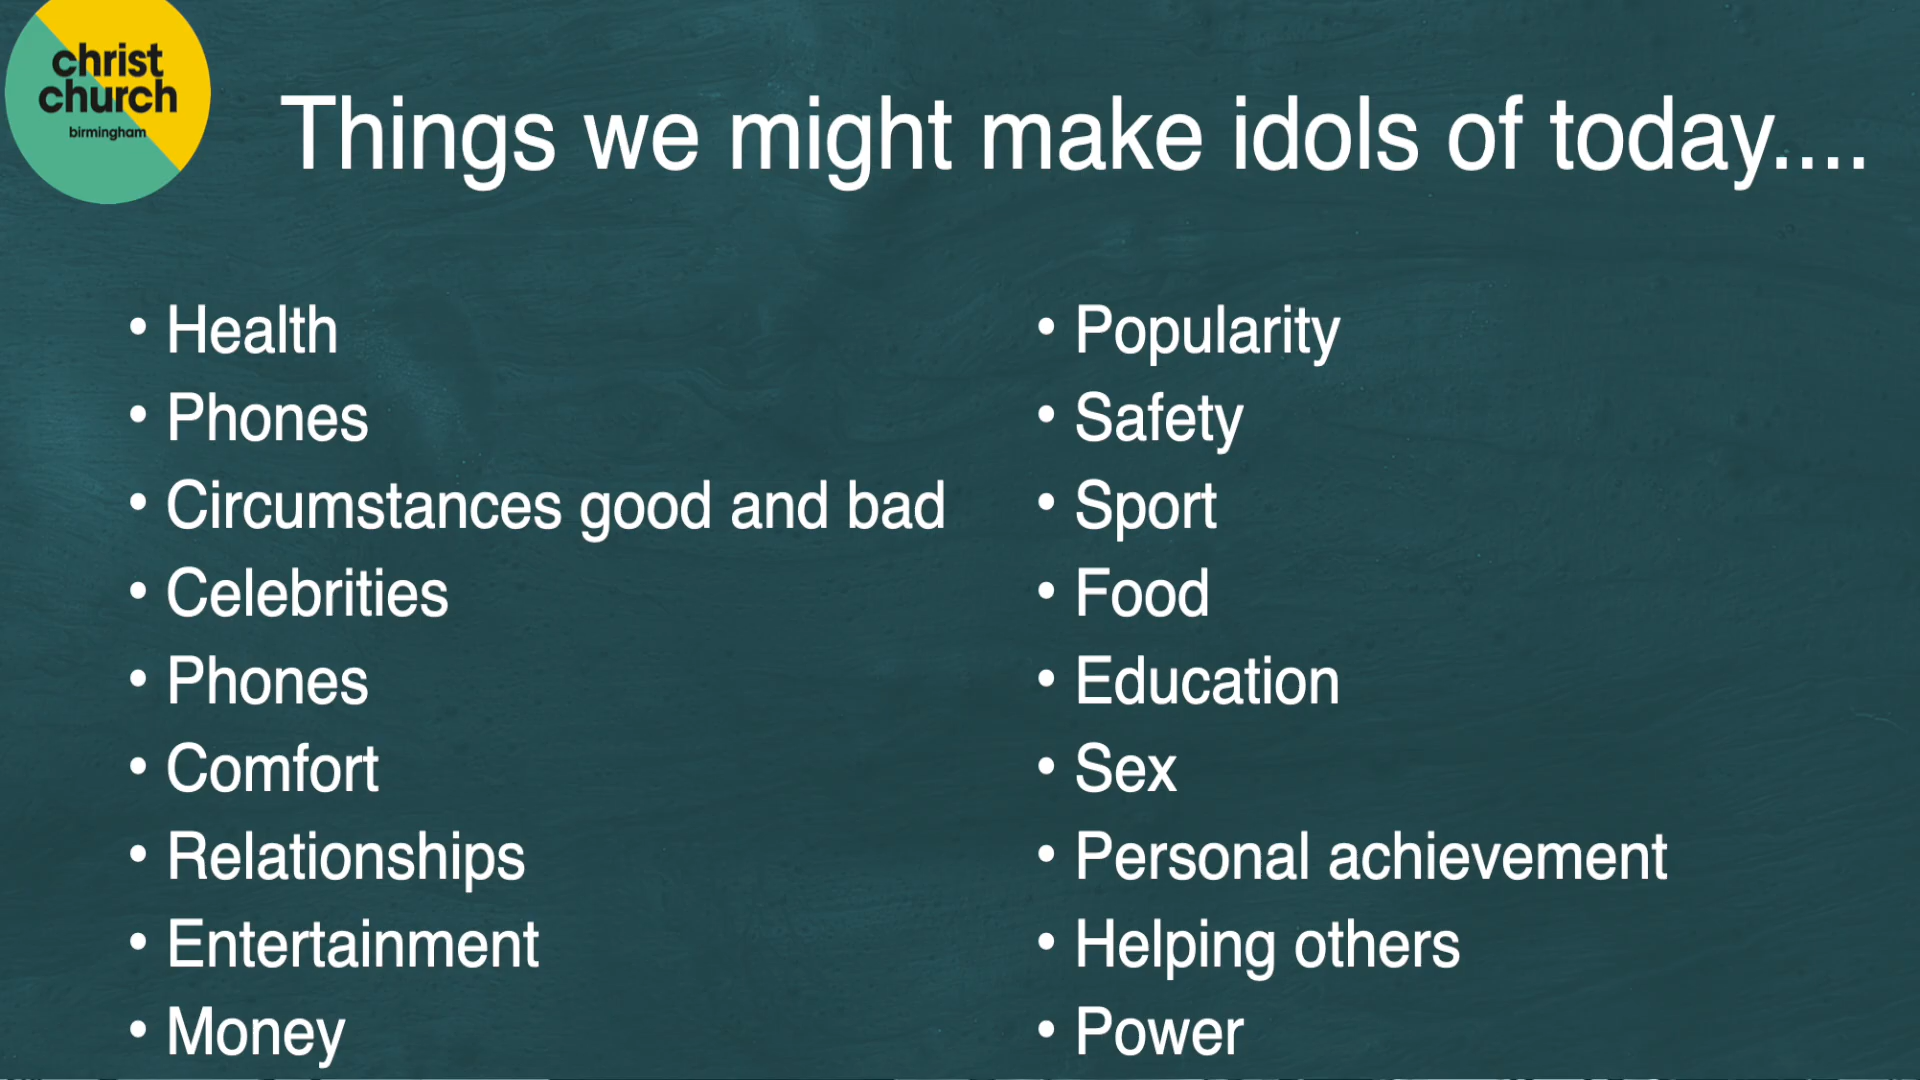 christ
church
birmingham
Things we might make idols of today....
• Health
• Phones
• Circumstances good and bad
• Celebrities
• Phones
• Comfort
• Relationships
• Entertainment
• Money
• Popularity
• Safety
• Sport
• Food
• Education
• Sex
• Personal achievement
• Helping others
• Power